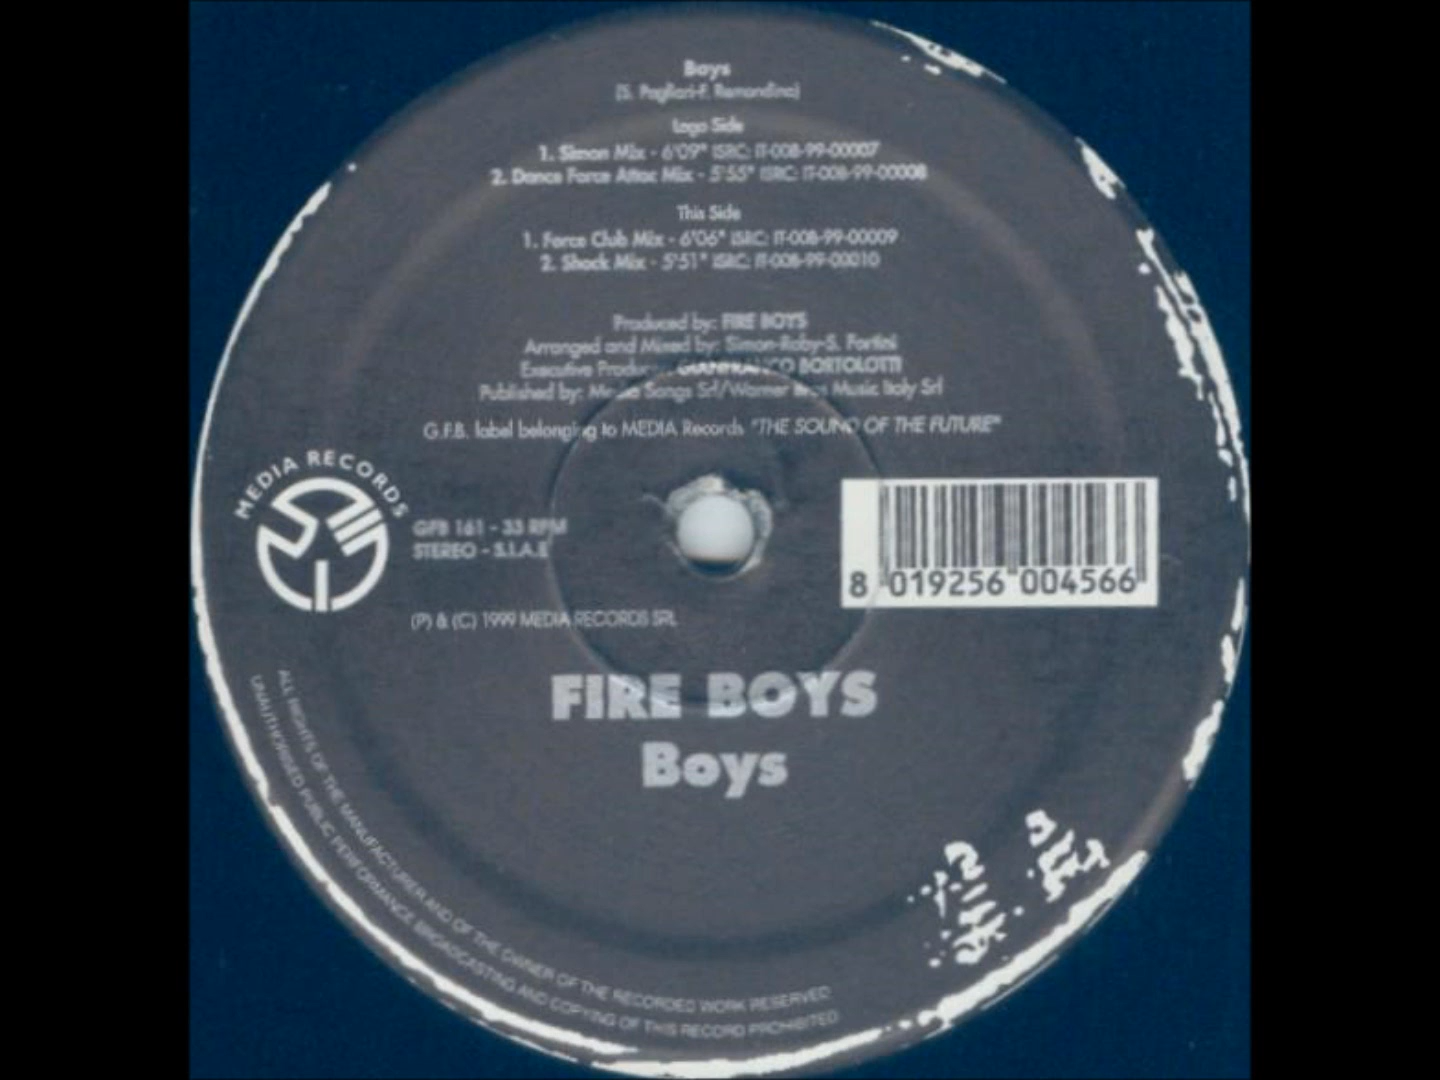 Boys
(S. Pagliari-F. Remondina)
Logo Side
1. Simon Mix - 6'09" ISRC: IT-008-99-00007
2. Dance Force Attac Mix - 5'55" ISRC: IT-008-99-00008
This Side
1. Force Club Mix - 6'06" ISRC: IT-008-99-00009
2. Shock Mix - 5'51" ISRC: IT-008-99-00010
Produced by: FIRE BOYS
Arranged and Mixed by: Simon-Roby-S. Fortini
Executive Producer: GIANFRANCO BORTOLOTTI
Published by: Media Songs Srl/Warner Bros Music Italy Srl
G.F.B. label belonging to MEDIA Records "THE SOUND OF THE FUTURE"
MEDIA RECORDS
GFB 161 - 33 RPM
STEREO - S.I.A.E
8 019256 004566
(P) & (C) 1999 MEDIA RECORDS SRL
FIRE BOYS
Boys
ALL RIGHTS OF THE MANUFACTURER AND OF THE OWNER OF THE RECORDED WORK RESERVED
UNAUTHORISED PUBLIC PERFORMANCE BROADCASTING AND COPYING OF THIS RECORD PROHIBITED